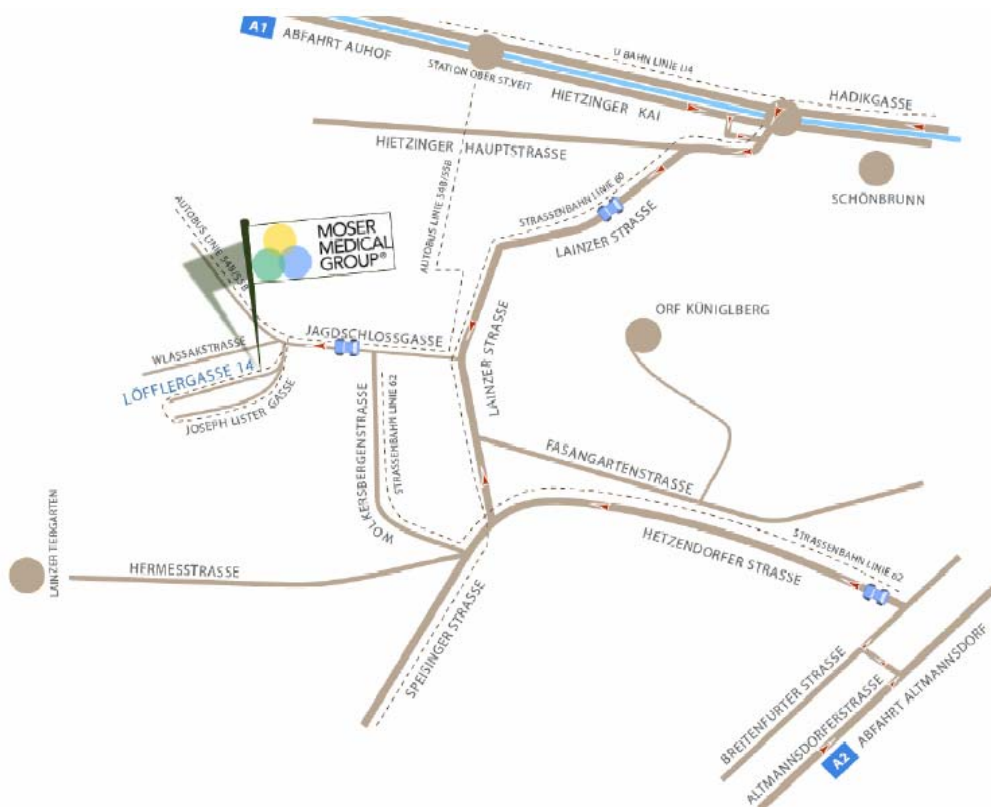 A1
ABFAHRT AUHOF
U BAHN LINIE U4
STATION OBER ST.VEIT
HADIKGASSE
HIETZINGER KAI
HIETZINGER HAUPTSTRASSE
SCHÖNBRUNN
STRASSENBAHN LINIE 60
LAINZER STRASSE
AUTOBUS LINIE 54B/55B
AUTOBUS LINIE 54B/55B
MOSER
MEDICAL
GROUP®
ORF KÜNIGLBERG
JAGDSCHLOSSGASSE
WLASSAKSTRASSE
LÖFFLERGASSE 14
JOSEPH LISTER GASSE
LAINZER STRASSE
WOLKERSBERGENSTRASSE
STRASSENBAHN LINIE 62
FASANGARTENSTRASSE
HETZENDORFER STRASSE
STRASSENBAHN LINIE 62
LAINZER TIERGARTEN
HERMESSTRASSE
SPEISINGER STRASSE
BREITENFURTER STRASSE
ALTMANNSDORFERSTRASSE
ABFAHRT ALTMANNSDORF
A2